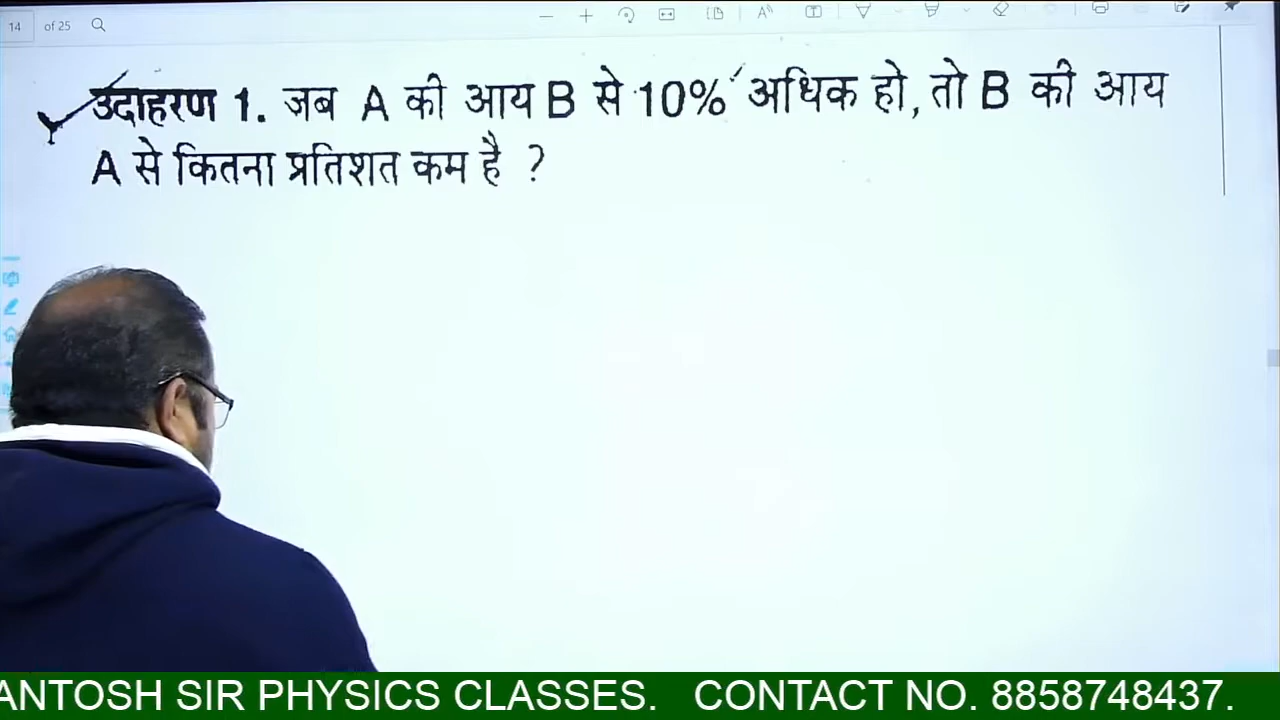 14 of 25
उदाहरण 1. जब A की आय B से 10% अधिक हो, तो B की आय
A से कितना प्रतिशत कम है ?
ANTOSH SIR PHYSICS CLASSES. CONTACT NO. 8858748437.